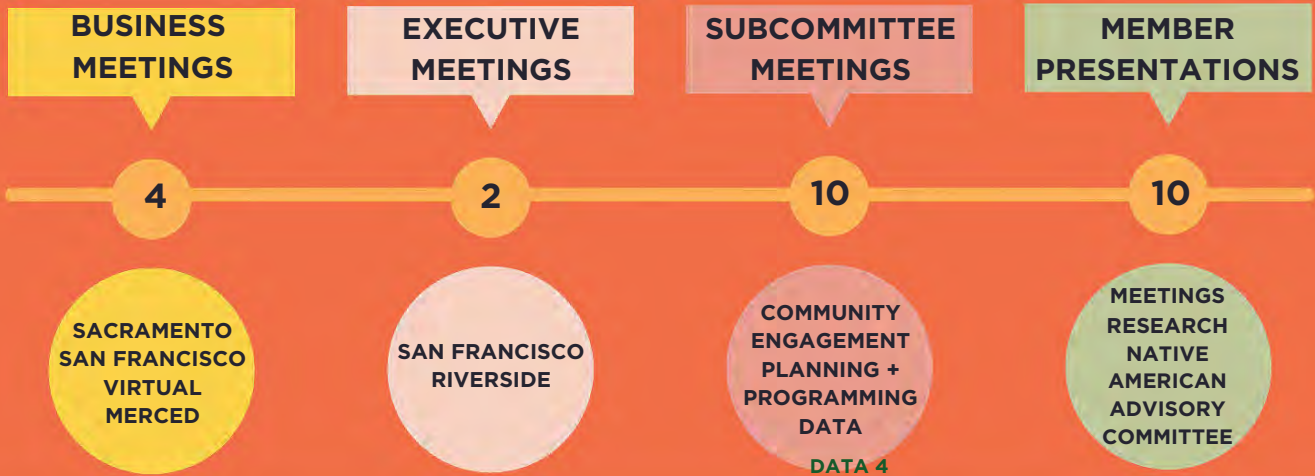 BUSINESS
MEETINGS
EXECUTIVE
MEETINGS
SUBCOMMITTEE
MEETINGS
MEMBER
PRESENTATIONS
4
2
10
10
SACRAMENTO
SAN FRANCISCO
VIRTUAL
MERCED
SAN FRANCISCO
RIVERSIDE
COMMUNITY
ENGAGEMENT
PLANNING +
PROGRAMMING
DATA
DATA 4
MEETINGS
RESEARCH
NATIVE
AMERICAN
ADVISORY
COMMITTEE